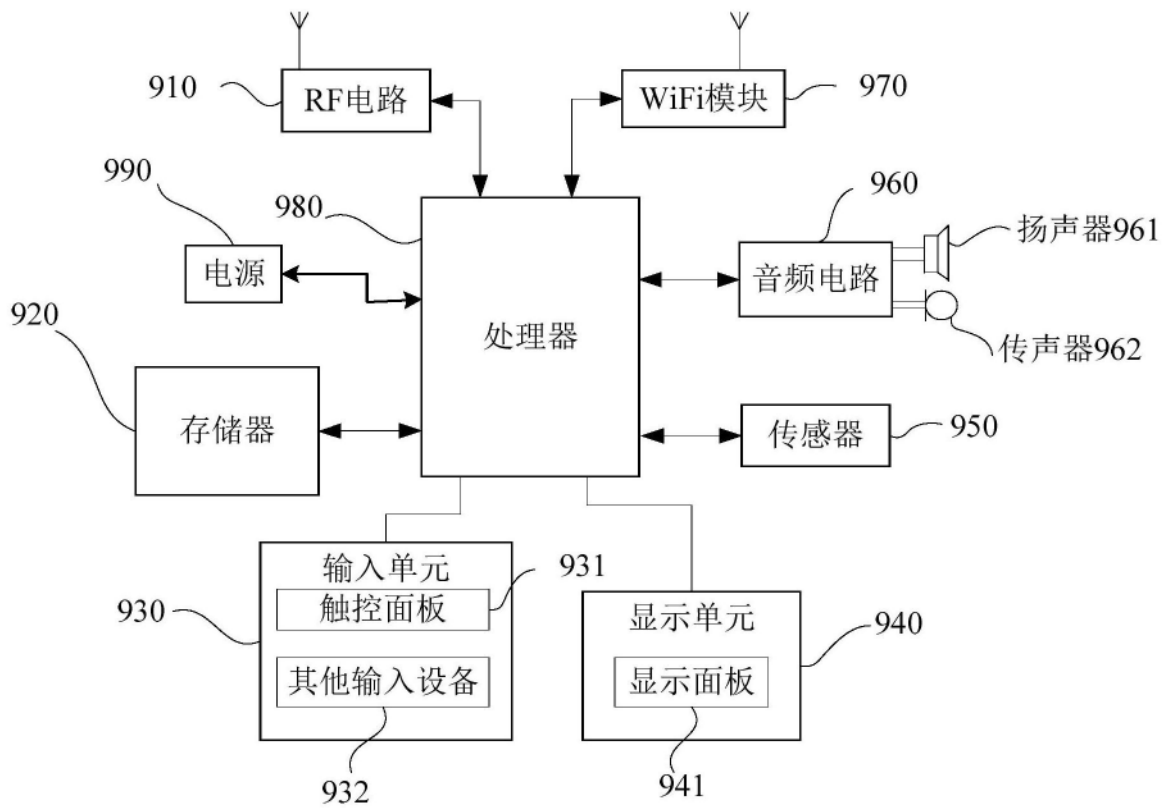 910
RF电路
WiFi模块
970
990
980
960
电源
音频电路
扬声器961
920
处理器
传声器962
存储器
传感器
950
输入单元
931
930
触控面板
显示单元
940
其他输入设备
显示面板
932
941